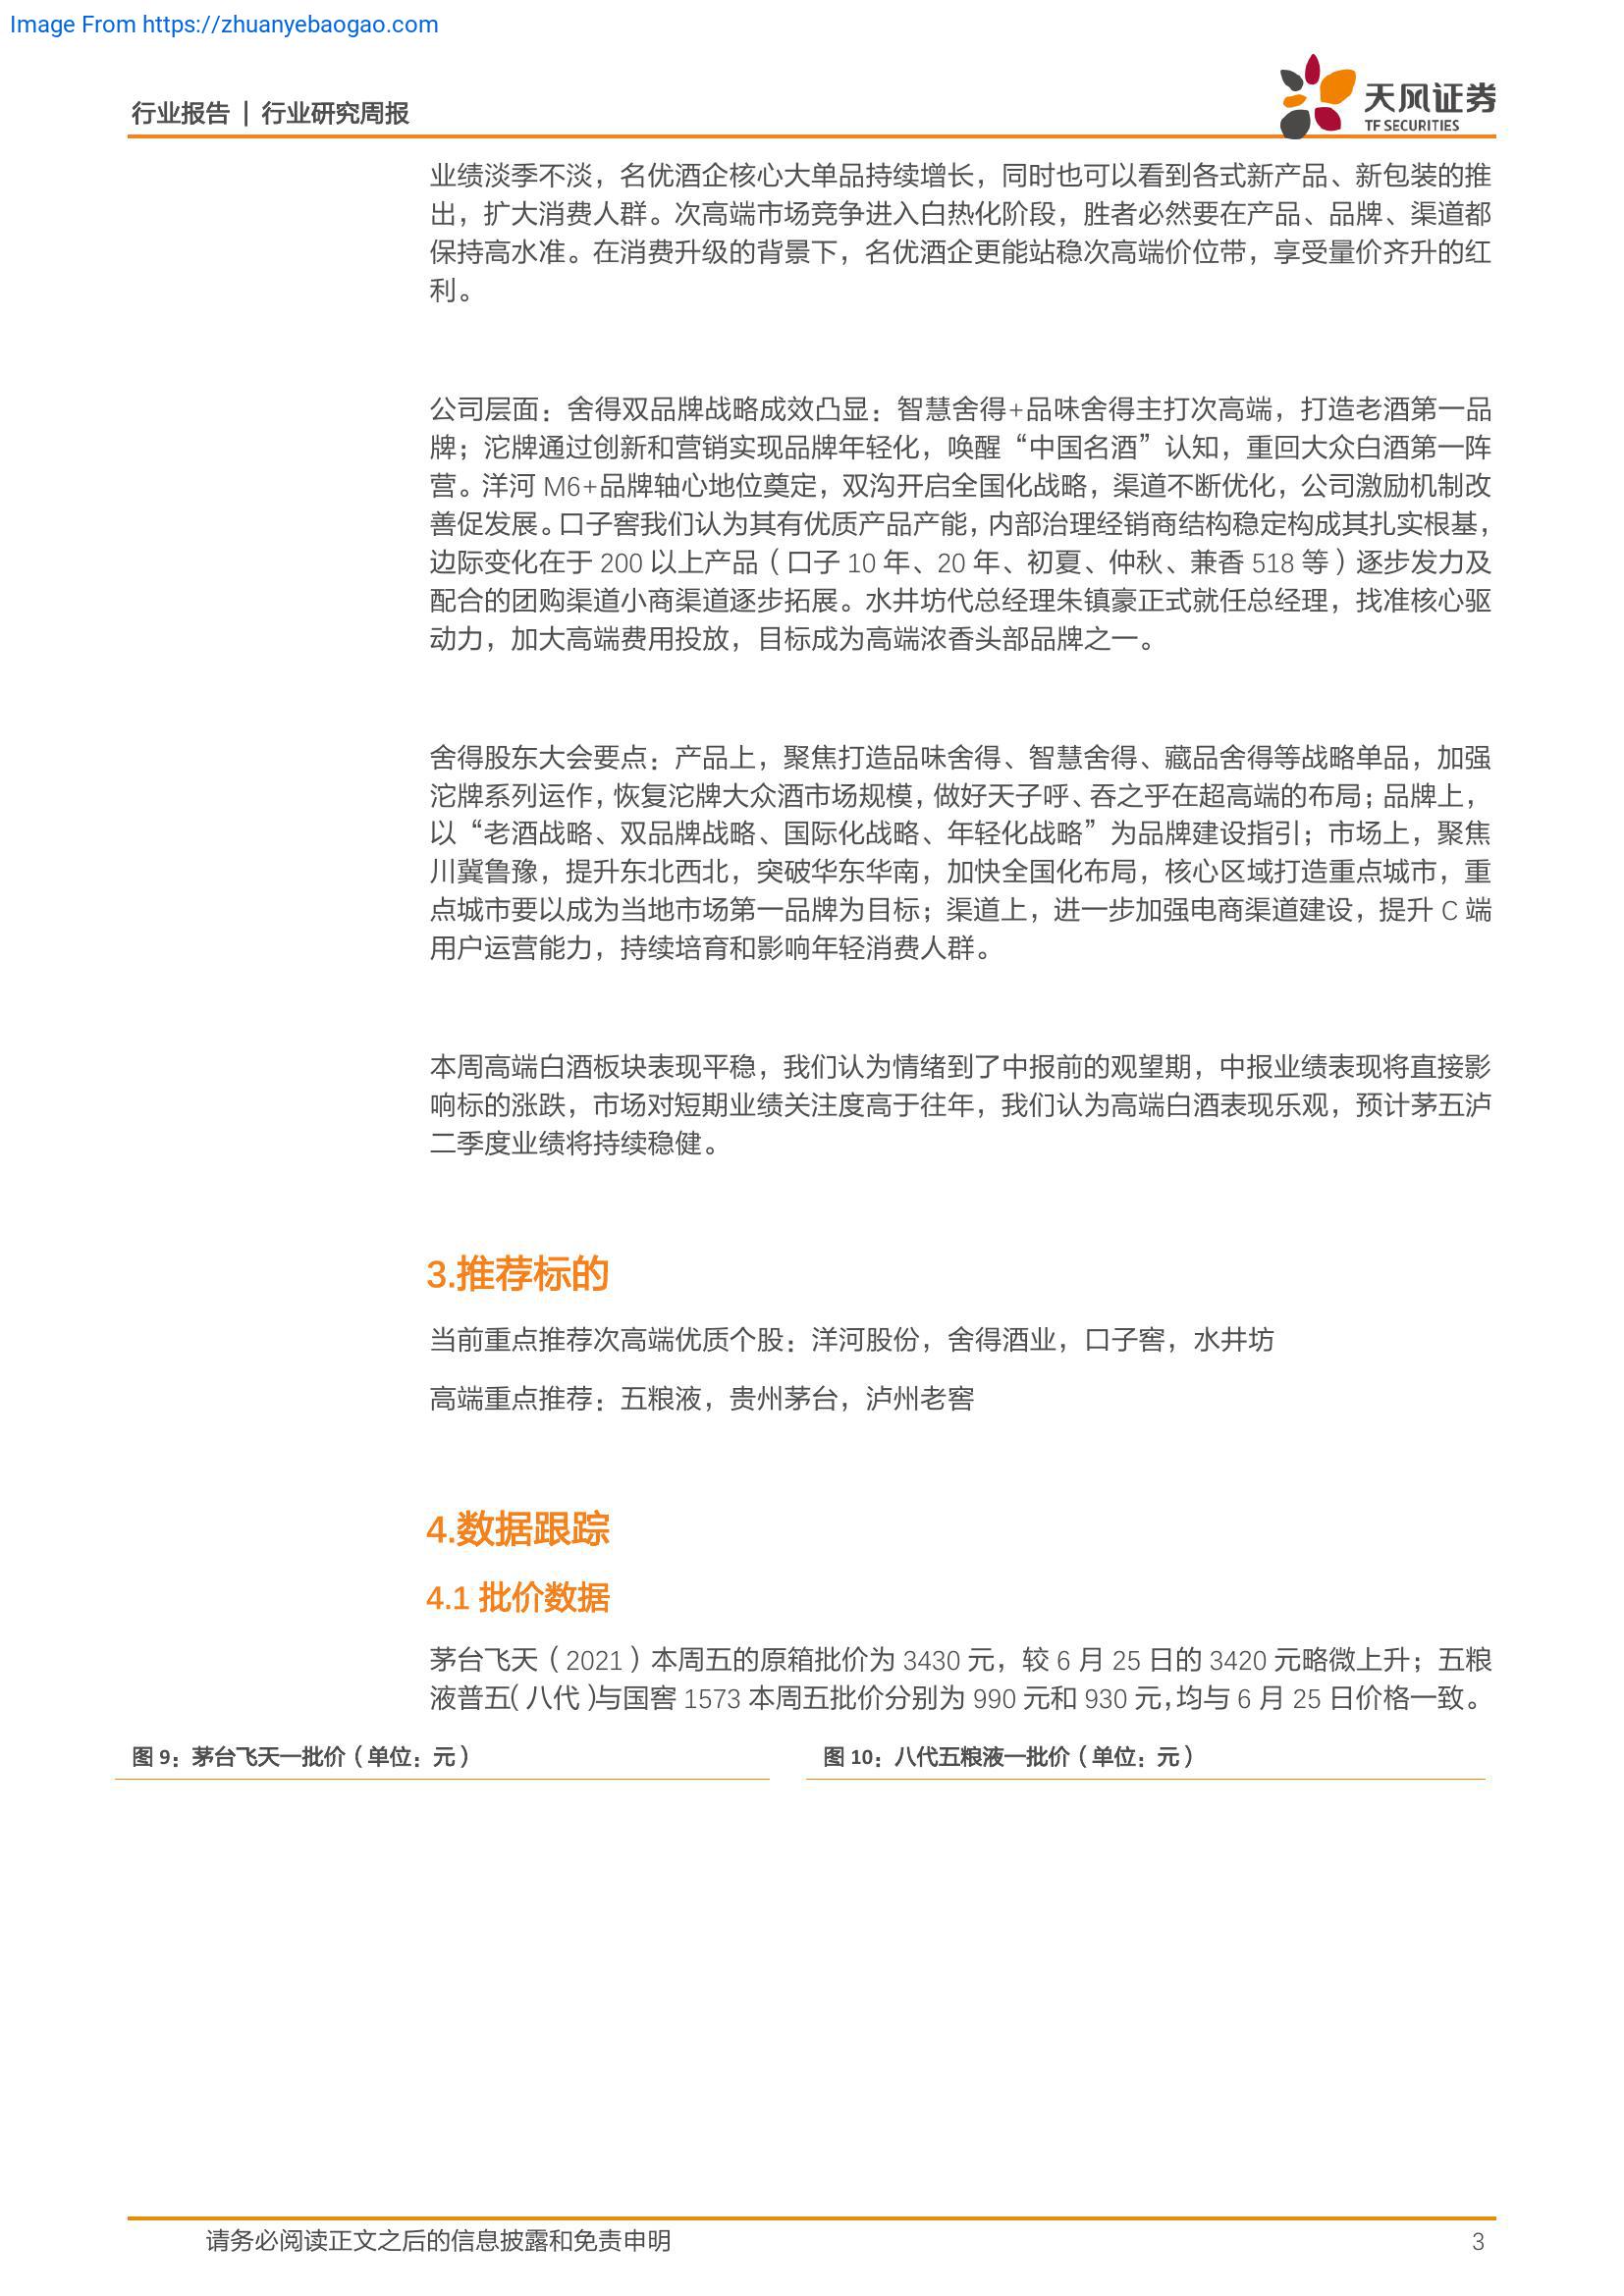 Image From https://zhuanyebaogao.com
行业报告 | 行业研究周报
天风证券
TF SECURITIES
业绩淡季不淡，名优酒企核心大单品持续增长，同时也可以看到各式新产品、新包装的推
出，扩大消费人群。次高端市场竞争进入白热化阶段，胜者必然要在产品、品牌、渠道都
保持高水准。在消费升级的背景下，名优酒企更能站稳次高端价位带，享受量价齐升的红
利。
公司层面：舍得双品牌战略成效凸显：智慧舍得+品味舍得主打次高端，打造老酒第一品
牌；沱牌通过创新和营销实现品牌年轻化，唤醒“中国名酒”认知，重回大众白酒第一阵
营。洋河 M6+品牌轴心地位奠定，双沟开启全国化战略，渠道不断优化，公司激励机制改
善促发展。口子窖我们认为其有优质产品产能，内部治理经销商结构稳定构成其扎实根基，
边际变化在于 200 以上产品（口子 10 年、20 年、初夏、仲秋、兼香 518 等）逐步发力及
配合的团购渠道小商渠道逐步拓展。水井坊代总经理朱镇豪正式就任总经理，找准核心驱
动力，加大高端费用投放，目标成为高端浓香头部品牌之一。
舍得股东大会要点：产品上，聚焦打造品味舍得、智慧舍得、藏品舍得等战略单品，加强
沱牌系列运作，恢复沱牌大众酒市场规模，做好天子呼、吞之乎在超高端的布局；品牌上，
以“老酒战略、双品牌战略、国际化战略、年轻化战略”为品牌建设指引；市场上，聚焦
川冀鲁豫，提升东北西北，突破华东华南，加快全国化布局，核心区域打造重点城市，重
点城市要以成为当地市场第一品牌为目标；渠道上，进一步加强电商渠道建设，提升 C 端
用户运营能力，持续培育和影响年轻消费人群。
本周高端白酒板块表现平稳，我们认为情绪到了中报前的观望期，中报业绩表现将直接影
响标的涨跌，市场对短期业绩关注度高于往年，我们认为高端白酒表现乐观，预计茅五泸
二季度业绩将持续稳健。
3.推荐标的
当前重点推荐次高端优质个股：洋河股份，舍得酒业，口子窖，水井坊
高端重点推荐：五粮液，贵州茅台，泸州老窖
4.数据跟踪
4.1 批价数据
茅台飞天（2021）本周五的原箱批价为 3430 元，较 6 月 25 日的 3420 元略微上升；五粮
液普五（八代）与国窖 1573 本周五批价分别为 990 元和 930 元，均与 6 月 25 日价格一致。
图 9：茅台飞天一批价（单位：元）
图 10：八代五粮液一批价（单位：元）
请务必阅读正文之后的信息披露和免责申明
3